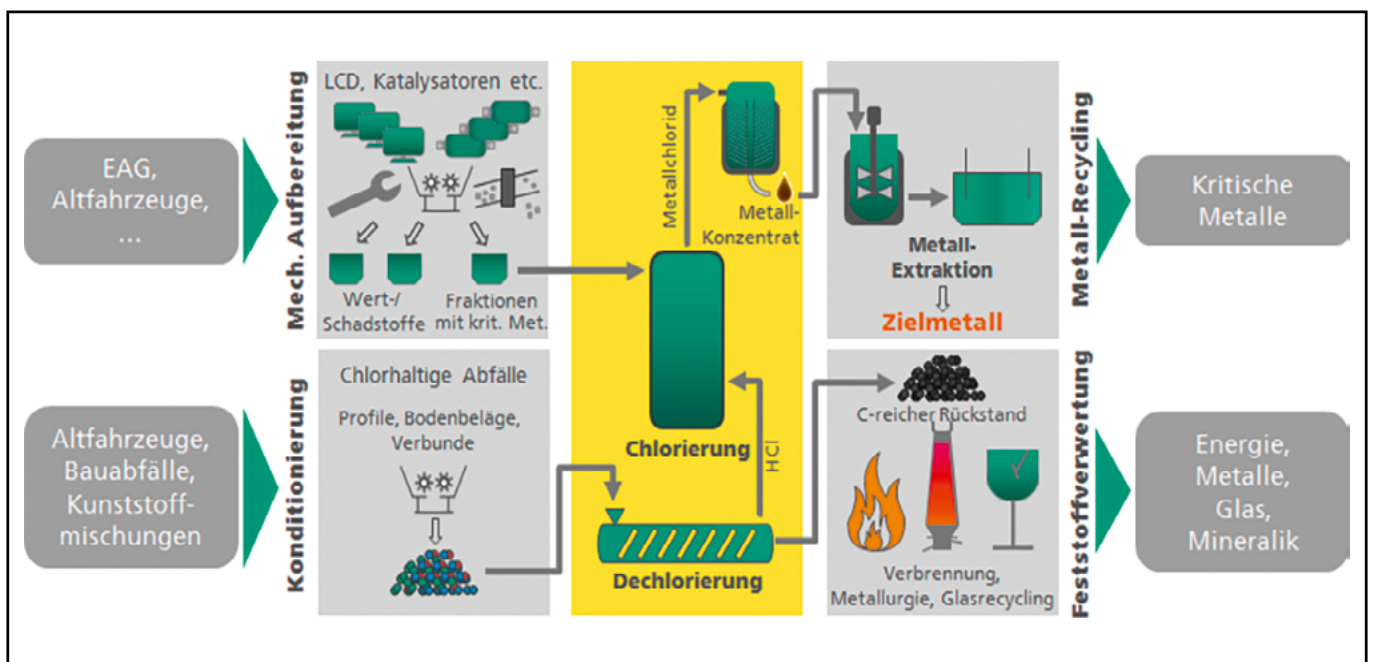 EAG,
Altfahrzeuge,
...
Mech. Aufbereitung
LCD, Katalysatoren etc.
Wert-/
Schadstoffe
Fraktionen
mit krit. Met.
Metallchlorid
Metall-
Konzentrat
Metall-
Extraktion
Zielmetall
Metall-Recycling
Kritische
Metalle
Altfahrzeuge,
Bauabfälle,
Kunststoff-
mischungen
Konditionierung
Chlorhaltige Abfälle
Profile, Bodenbeläge,
Verbunde
Chlorierung
HCl
Dechlorierung
C-reicher Rückstand
Verbrennung,
Metallurgie, Glasrecycling
Feststoffverwertung
Energie,
Metalle,
Glas,
Mineralik